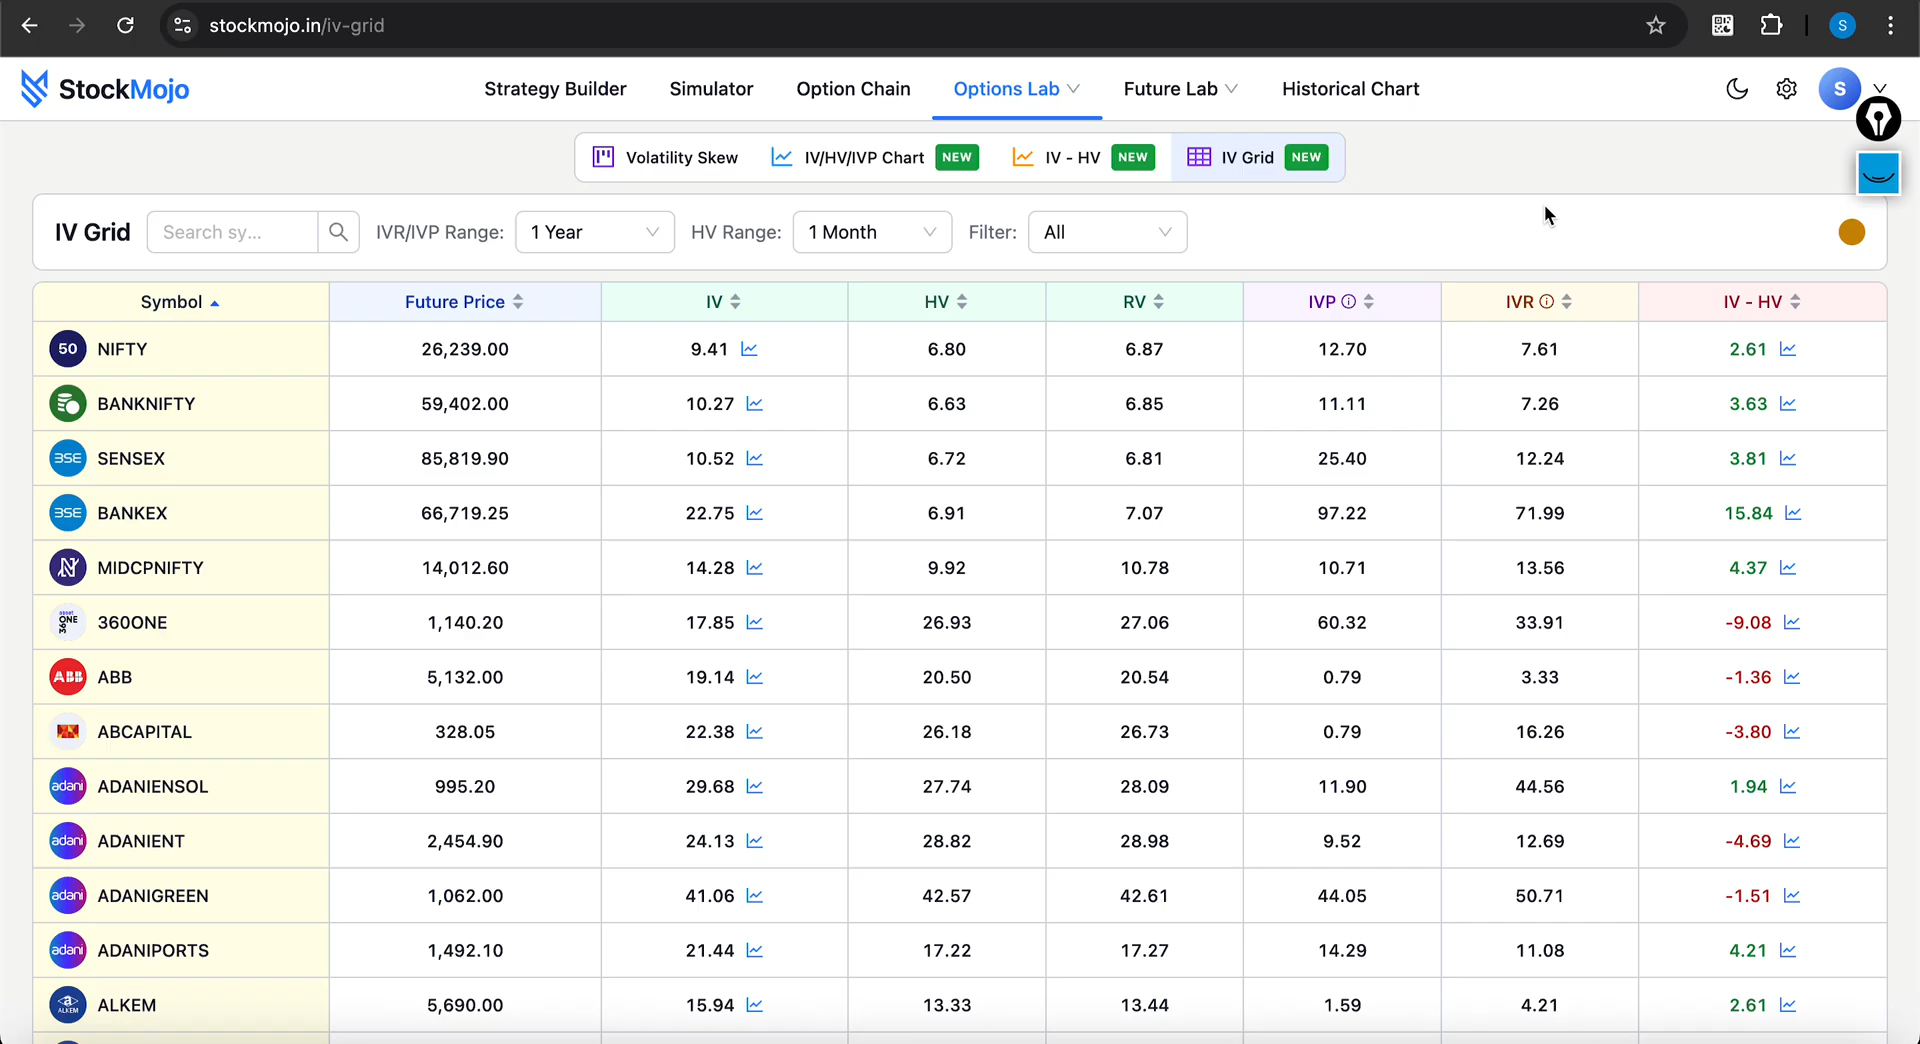 stockmojo.in/iv-grid
S
StockMojo
Strategy Builder Simulator Option Chain Options Lab Future Lab Historical Chart
S
Volatility Skew IV/HV/IVP Chart NEW IV - HV NEW IV Grid NEW
IV Grid Search sy... IVR/IVP Range: 1 Year HV Range: 1 Month Filter: All
Symbol Future Price IV HV RV IVP IVR IV - HV
50 NIFTY 26,239.00 9.41 6.80 6.87 12.70 7.61 2.61
BANKNIFTY 59,402.00 10.27 6.63 6.85 11.11 7.26 3.63
BSE SENSEX 85,819.90 10.52 6.72 6.81 25.40 12.24 3.81
BSE BANKEX 66,719.25 22.75 6.91 7.07 97.22 71.99 15.84
MIDCPNIFTY 14,012.60 14.28 9.92 10.78 10.71 13.56 4.37
360 ONE asset 360ONE 1,140.20 17.85 26.93 27.06 60.32 33.91 -9.08
ABB ABB 5,132.00 19.14 20.50 20.54 0.79 3.33 -1.36
ABCAPITAL 328.05 22.38 26.18 26.73 0.79 16.26 -3.80
adani ADANIENSOL 995.20 29.68 27.74 28.09 11.90 44.56 1.94
adani ADANIENT 2,454.90 24.13 28.82 28.98 9.52 12.69 -4.69
adani ADANIGREEN 1,062.00 41.06 42.57 42.61 44.05 50.71 -1.51
adani ADANIPORTS 1,492.10 21.44 17.22 17.27 14.29 11.08 4.21
a ALKEM ALKEM 5,690.00 15.94 13.33 13.44 1.59 4.21 2.61